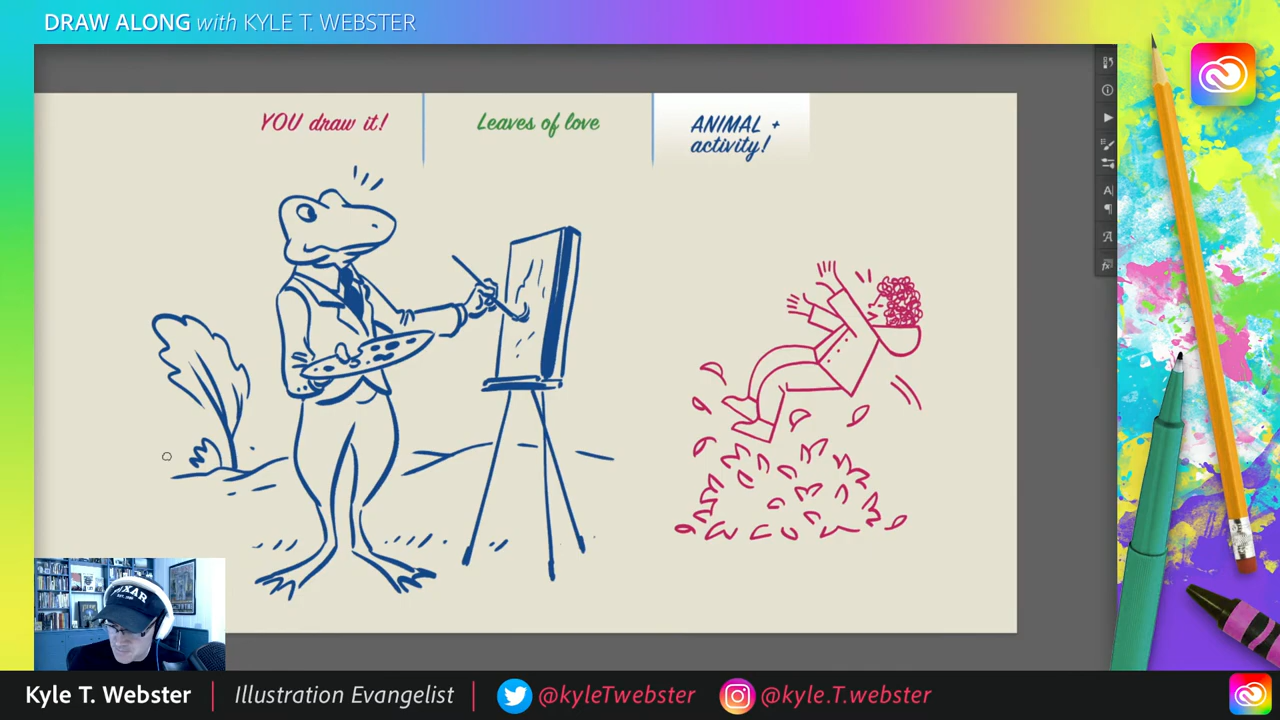 DRAW ALONG with KYLE T. WEBSTER
YOU draw it!
Leaves of love
ANIMAL +
activity!
Kyle T. Webster
Illustration Evangelist
@kyleTwebster
@kyle.T.webster